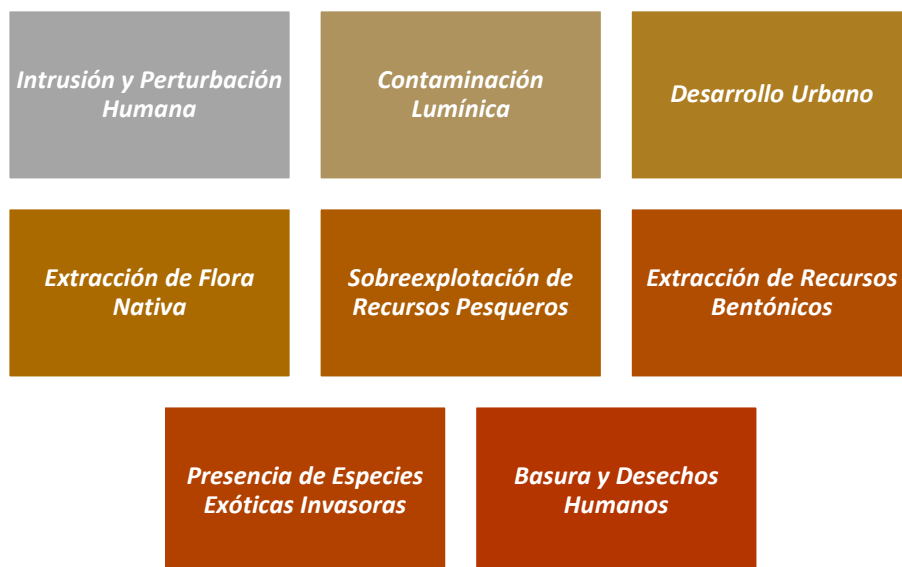 Intrusión y Perturbación
Humana
Contaminación
Lumínica
Desarrollo Urbano
Extracción de Flora
Nativa
Sobreexplotación de
Recursos Pesqueros
Extracción de Recursos
Bentónicos
Presencia de Especies
Exóticas Invasoras
Basura y Desechos
Humanos